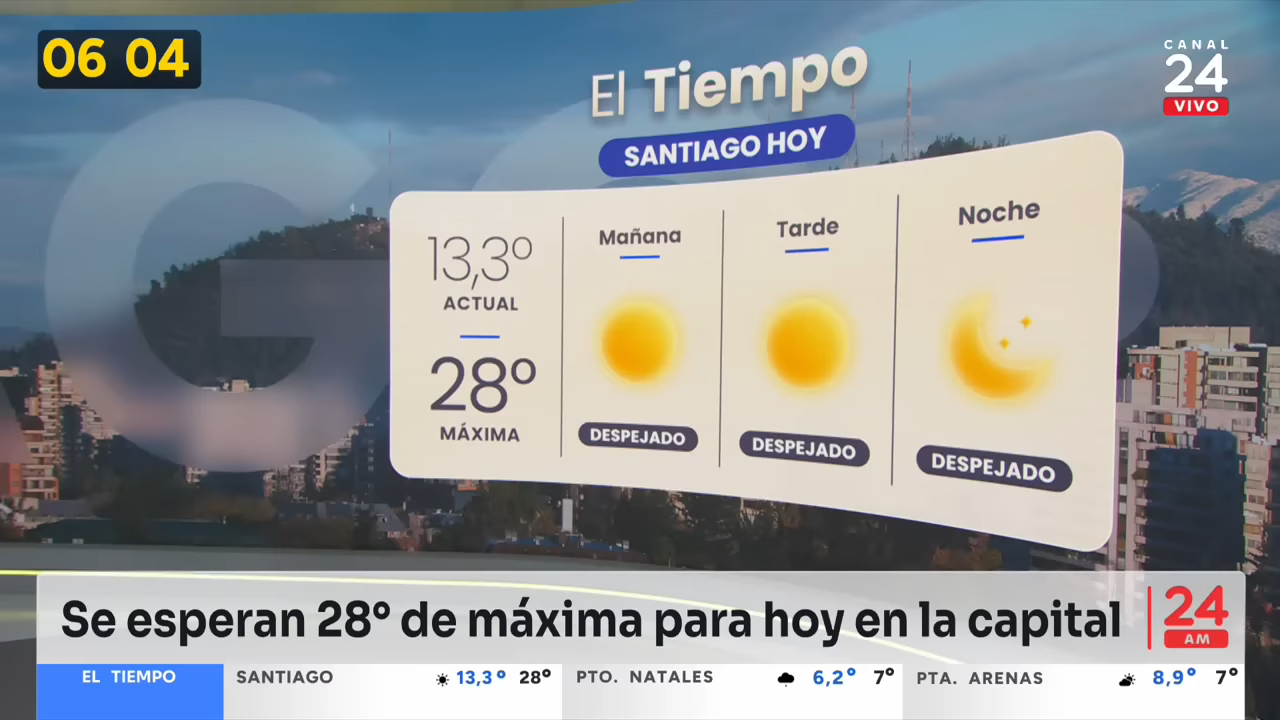 06 04
CANAL
24
VIVO
El Tiempo
SANTIAGO HOY
13,3º
ACTUAL
28º
MÁXIMA
Mañana
DESPEJADO
Tarde
DESPEJADO
Noche
DESPEJADO
Se esperan 28° de máxima para hoy en la capital
24
AM
EL TIEMPO
SANTIAGO 13,3° 28°
PTO. NATALES 6,2° 7°
PTA. ARENAS 8,9° 7°